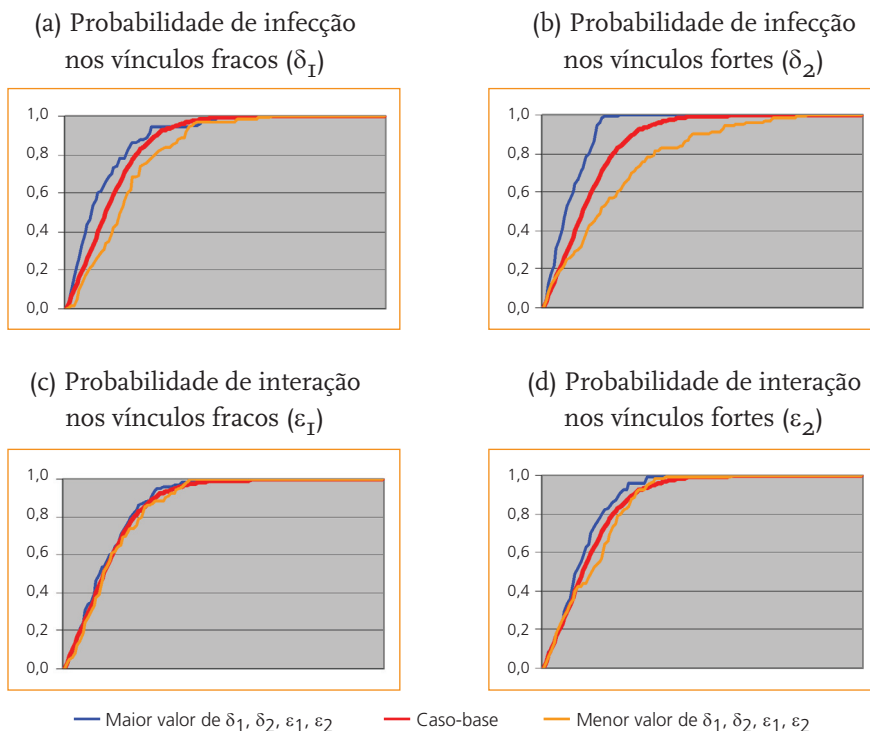 (a) Probabilidade de infecção
nos vínculos fracos (δ1)
1,0
0,8
0,6
0,4
0,2
0,0
(b) Probabilidade de infecção
nos vínculos fortes (δ2)
1,0
0,8
0,6
0,4
0,2
0,0
(c) Probabilidade de interação
nos vínculos fracos (ε1)
1,0
0,8
0,6
0,4
0,2
0,0
(d) Probabilidade de interação
nos vínculos fortes (ε2)
1,0
0,8
0,6
0,4
0,2
0,0
Maior valor de δ1, δ2, ε1, ε2
Caso-base
Menor valor de δ1, δ2, ε1, ε2